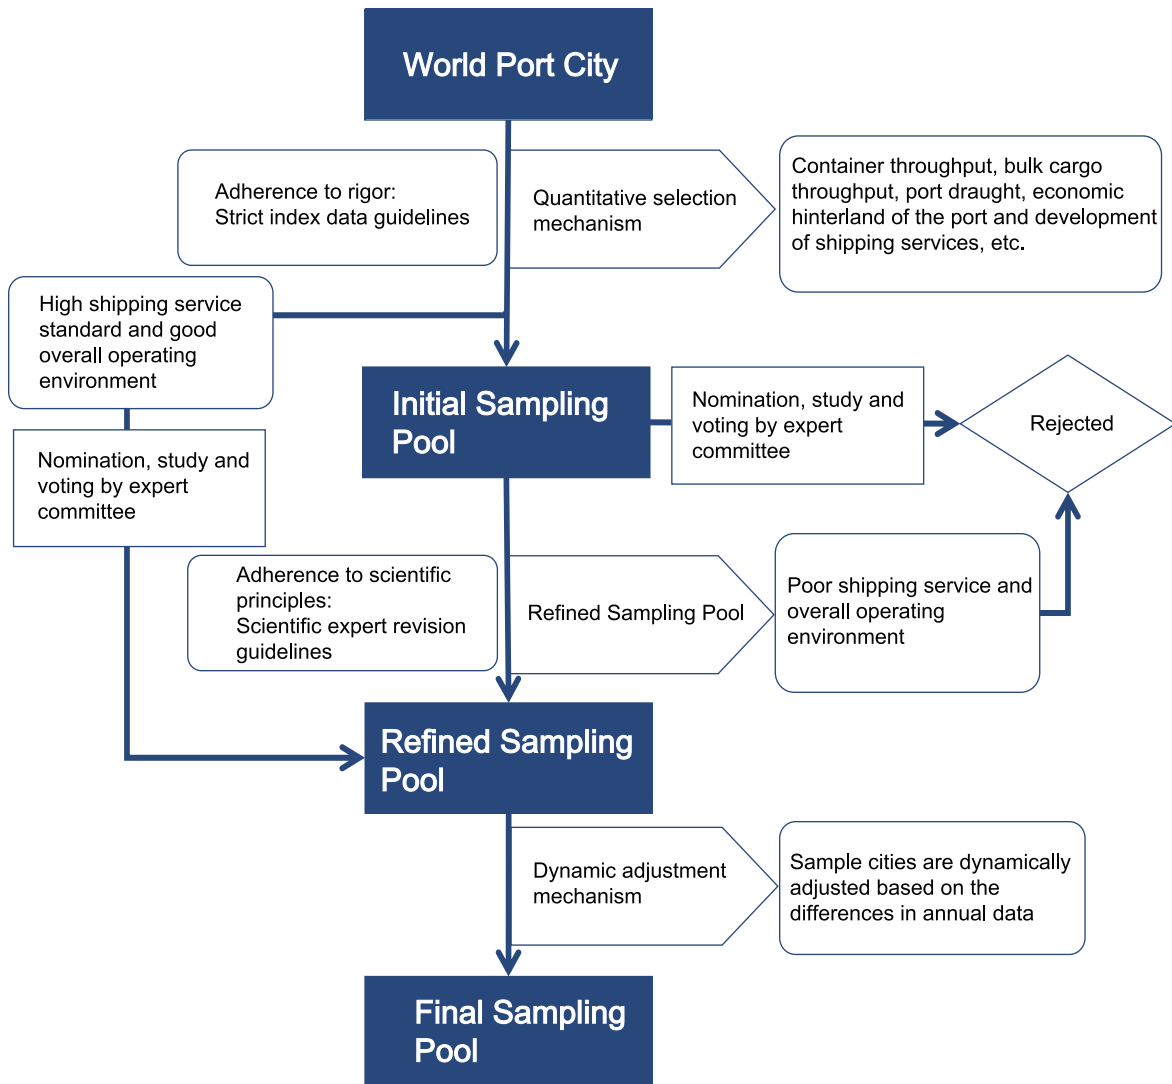 World Port City
Adherence to rigor:
Strict index data guidelines
Quantitative selection
mechanism
Container throughput, bulk cargo
throughput, port draught, economic
hinterland of the port and development
of shipping services, etc.
High shipping service
standard and good
overall operating
environment
Initial Sampling
Pool
Nomination, study and
voting by expert
committee
Rejected
Nomination, study and
voting by expert
committee
Adherence to scientific
principles:
Scientific expert revision
guidelines
Refined Sampling Pool
Poor shipping service and
overall operating
environment
Refined Sampling
Pool
Dynamic adjustment
mechanism
Sample cities are dynamically
adjusted based on the
differences in annual data
Final Sampling
Pool